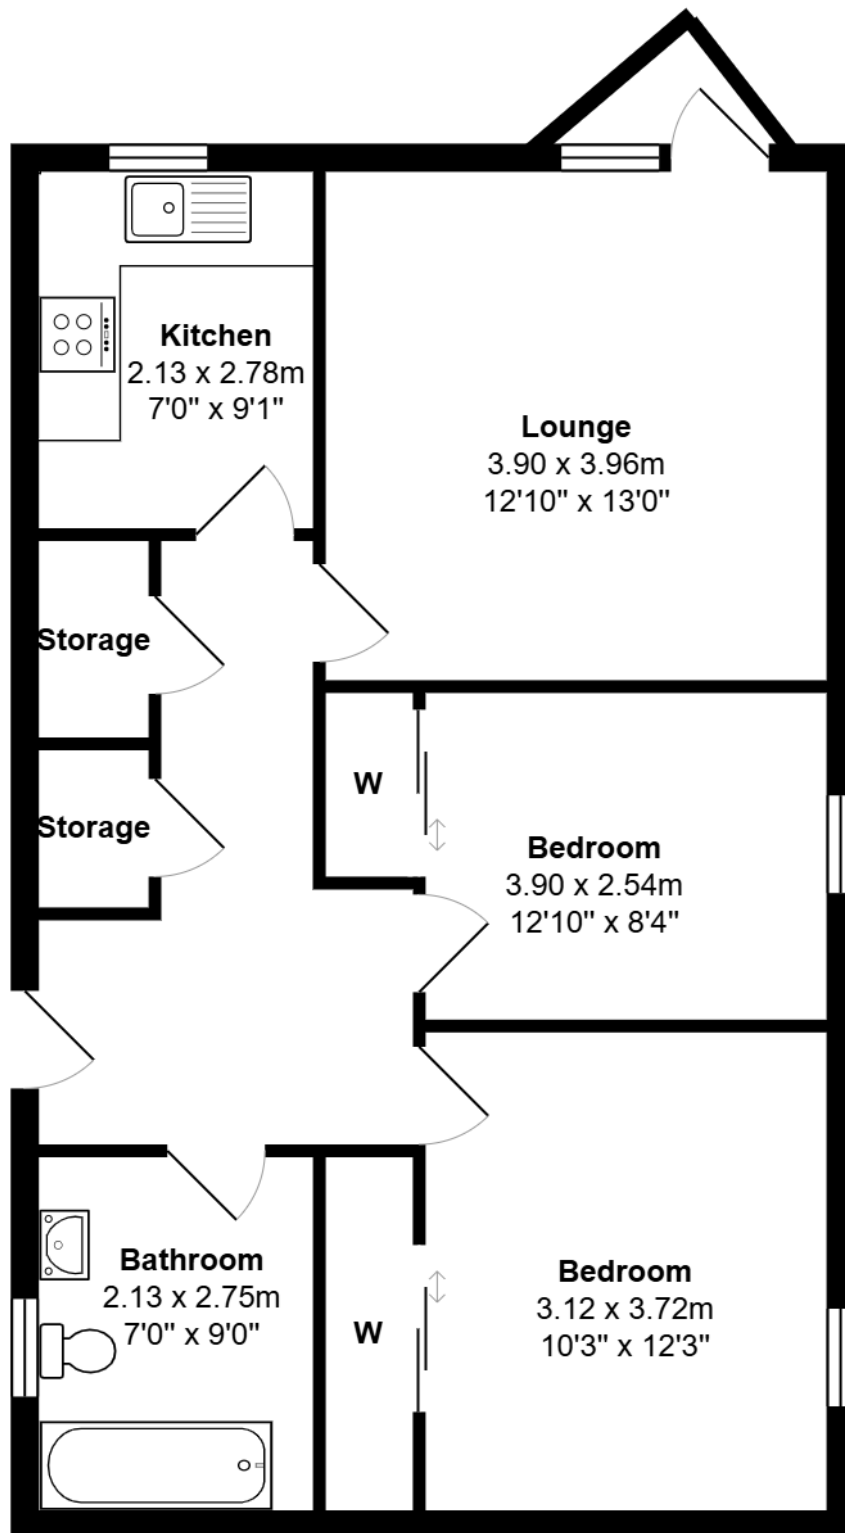 Kitchen
2.13 x 2.78m
7'0" x 9'1"
Lounge
3.90 x 3.96m
12'10" x 13'0"
Storage
Storage
W
Bedroom
3.90 x 2.54m
12'10" x 8'4"
Bathroom
2.13 x 2.75m
7'0" x 9'0"
W
Bedroom
3.12 x 3.72m
10'3" x 12'3"